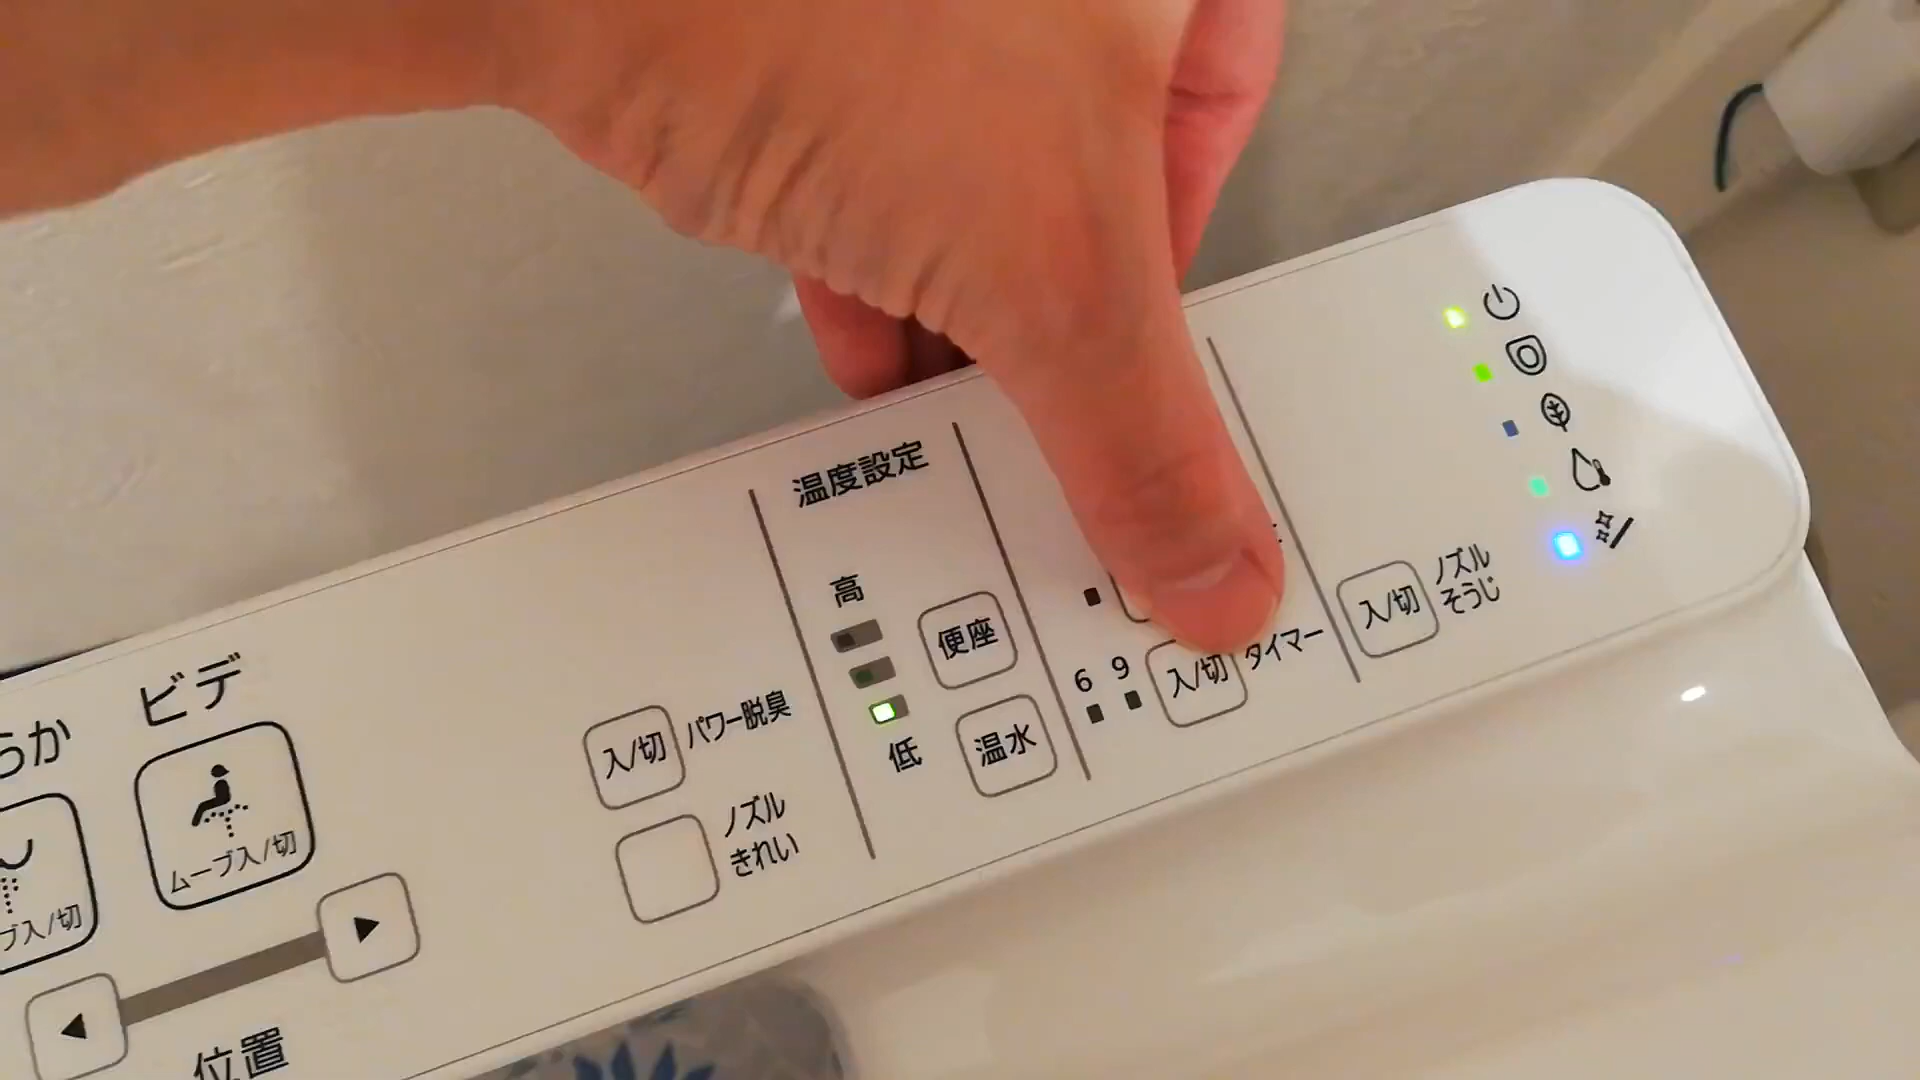 らか
ブ入/切
ビデ
ムーブ入/切
位置
入/切
パワー脱臭
ノズル
きれい
温度設定
高
低
便座
温水
6 9
入/切
タイマー
入/切
ノズル
そうじ